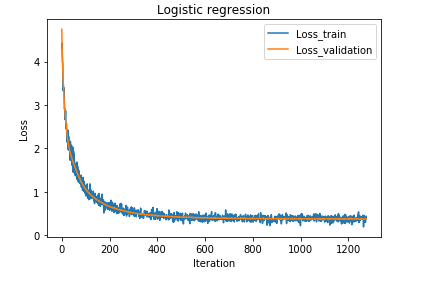 Logistic regression
Loss_train
Loss_validation
4
3
2
1
0
Loss
0 200 400 600 800 1000 1200
Iteration